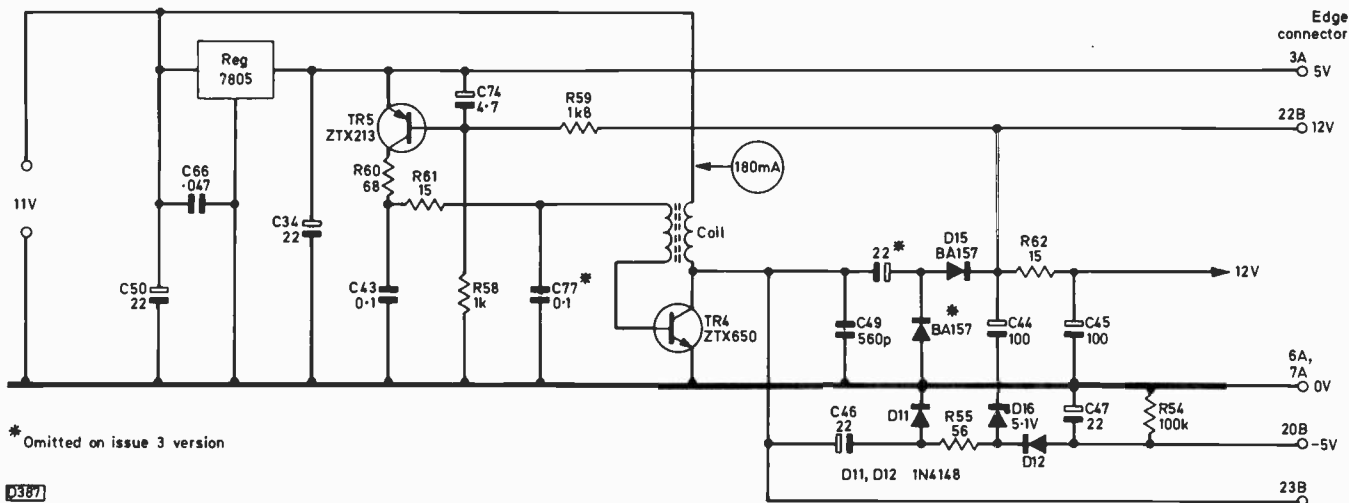 Edge
connector
3A
5V
Reg
7805
C74
4·7
R59
1k8
22B
12V
TR5
ZTX213
180mA
C66
·047
R60
68
R61
15
11V
C34
22
Coil
D15
BA157
R62
15
22*
12V
C50
22
C43
0·1
R58
1k
C77*
0·1
TR4
ZTX650
C49
560p
*
BA157
C44
100
C45
100
6A,
7A
0V
*Omitted on issue 3 version
C46
22
D11
R55
56
D16
5·1V
C47
22
R54
100k
20B
-5V
D12
D11, D12 1N4148
23B
D387